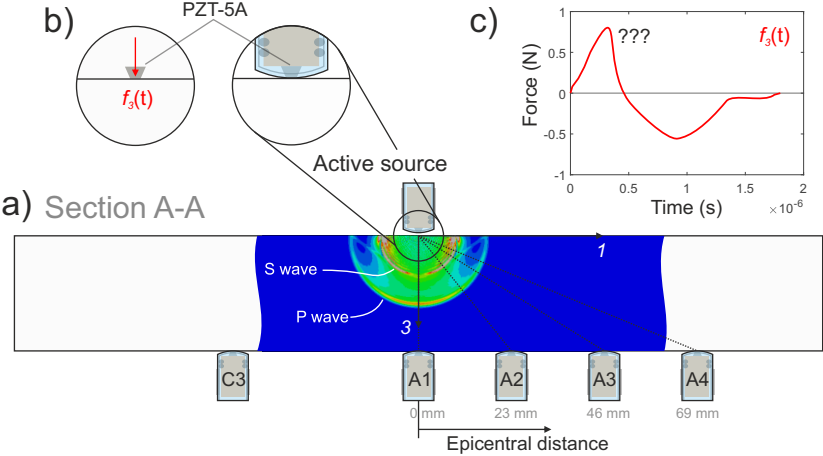 b)
PZT-5A
f₃(t)
c)
Force (N)
1
0.5
0
-0.5
-1
???
f₃(t)
0
0.5
1
1.5
2
Time (s)
×10⁻⁶
Active source
a) Section A-A
S wave
P wave
1
3
C3
A1
A2
A3
A4
0 mm
23 mm
46 mm
69 mm
Epicentral distance